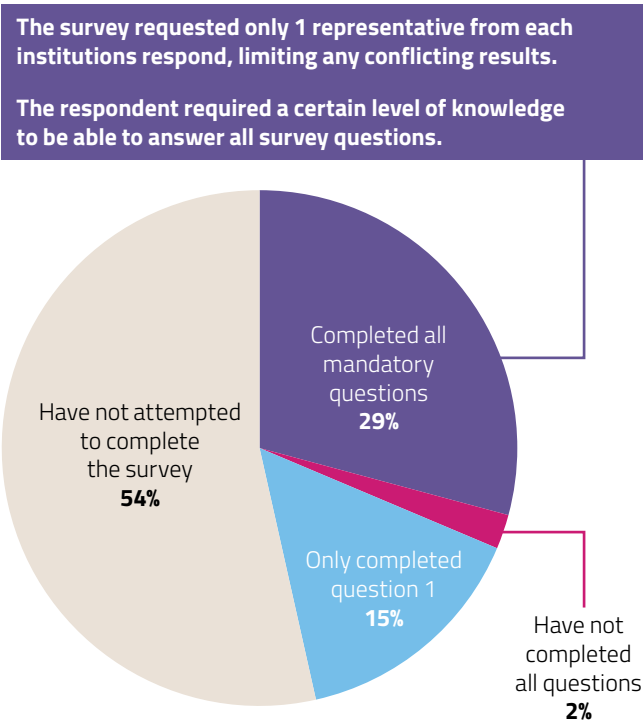 The survey requested only 1 representative from each
institutions respond, limiting any conflicting results.
The respondent required a certain level of knowledge
to be able to answer all survey questions.
Completed all
mandatory
questions
29%
Have not attempted
to complete
the survey
54%
Only completed
question 1
15%
Have not
completed
all questions
2%